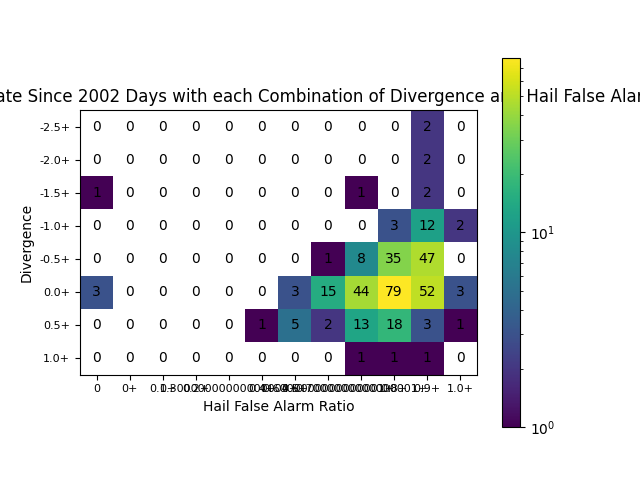 ate Since 2002 Days with each Combination of Divergence and Hail False Alarm
-2.5+ 0 0 0 0 0 0 0 0 0 0 2 0
-2.0+ 0 0 0 0 0 0 0 0 0 0 2 0
-1.5+ 1 0 0 0 0 0 0 0 1 0 2 0
-1.0+ 0 0 0 0 0 0 0 0 0 3 12 2
-0.5+ 0 0 0 0 0 0 0 1 8 35 47 0
0.0+ 3 0 0 0 0 0 3 15 44 79 52 3
0.5+ 0 0 0 0 0 1 5 2 13 18 3 1
1.0+ 0 0 0 0 0 0 0 0 1 1 1 0
0 0+ 1.0+
Hail False Alarm Ratio
Divergence
10¹
10⁰